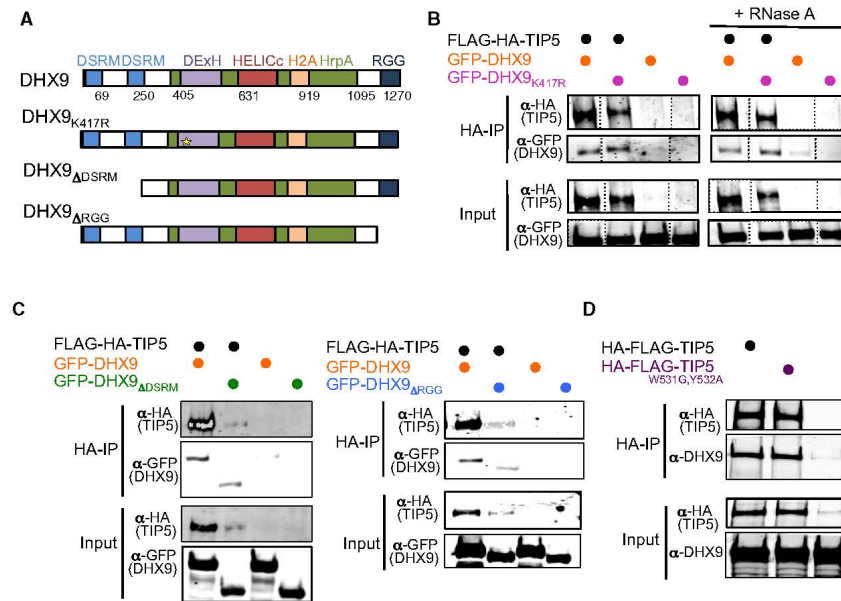 A
DSRM DSRM DExH HELICc H2A HrpA RGG
DHX9
69 250 405 631 919 1095 1270
DHX9K417R
DHX9ΔDSRM
DHX9ΔRGG
B
+ RNase A
FLAG-HA-TIP5
GFP-DHX9
GFP-DHX9K417R
HA-IP
α-HA
(TIP5)
α-GFP
(DHX9)
Input
α-HA
(TIP5)
α-GFP
(DHX9)
C
FLAG-HA-TIP5
GFP-DHX9
GFP-DHX9ΔDSRM
HA-IP
α-HA
(TIP5)
α-GFP
(DHX9)
Input
α-HA
(TIP5)
α-GFP
(DHX9)
FLAG-HA-TIP5
GFP-DHX9
GFP-DHX9ΔRGG
HA-IP
α-HA
(TIP5)
α-GFP
(DHX9)
Input
α-HA
(TIP5)
α-GFP
(DHX9)
D
HA-FLAG-TIP5
HA-FLAG-TIP5
W531G,Y532A
HA-IP
α-HA
(TIP5)
α-DHX9
Input
α-HA
(TIP5)
α-DHX9